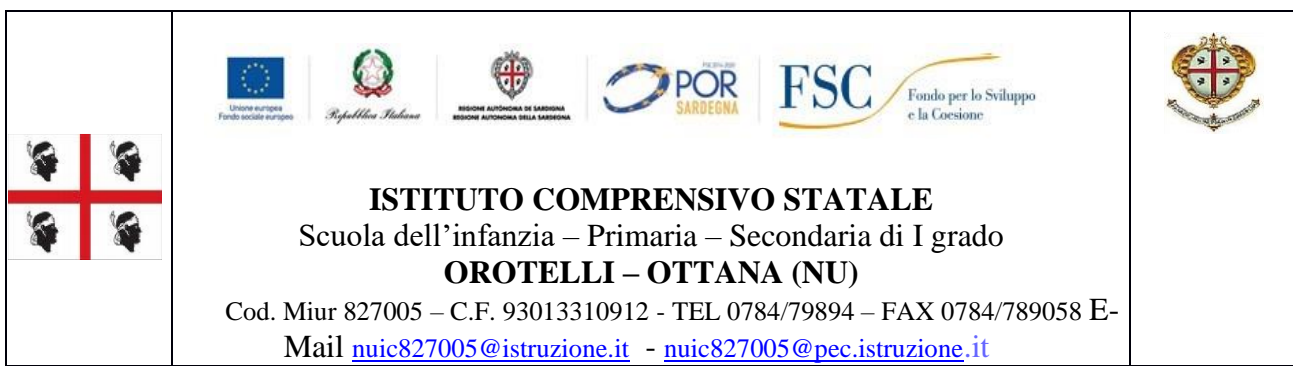 Unione europea
Fondo sociale europeo
Repubblica Italiana
REGIONE AUTÒNOMA DE SARDIGNA
REGIONE AUTONOMA DELLA SARDEGNA
POR
SARDEGNA
FSC
Fondo per lo Sviluppo
e la Coesione
ISTITUTO COMPRENSIVO STATALE
Scuola dell’infanzia – Primaria – Secondaria di I grado
OROTELLI – OTTANA (NU)
Cod. Miur 827005 – C.F. 93013310912 - TEL 0784/79894 – FAX 0784/789058 E-
Mail nuic827005@istruzione.it - nuic827005@pec.istruzione.it